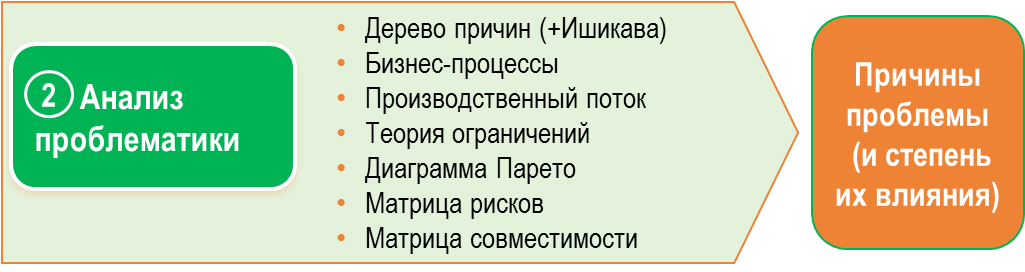 ② Анализ
проблематики
• Дерево причин (+Ишикава)
• Бизнес-процессы
• Производственный поток
• Теория ограничений
• Диаграмма Парето
• Матрица рисков
• Матрица совместимости
Причины
проблемы
(и степень
их влияния)